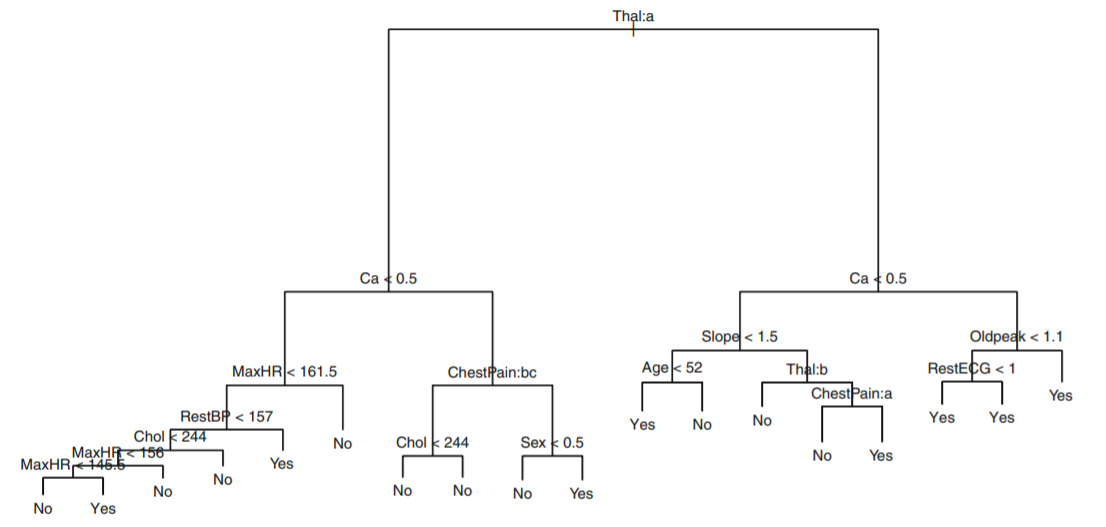 Thal:a
Ca < 0.5
Ca < 0.5
Slope < 1.5
Oldpeak < 1.1
MaxHR < 161.5
ChestPain:bc
Age < 52
Thal:b
RestECG < 1
ChestPain:a
Yes
RestBP < 157
Yes
No
No
Yes
Yes
Chol < 244
No
Chol < 244
Sex < 0.5
MaxHR < 156
No
Yes
MaxHR < 145.5
Yes
No
No
No
No
No
Yes
No
Yes